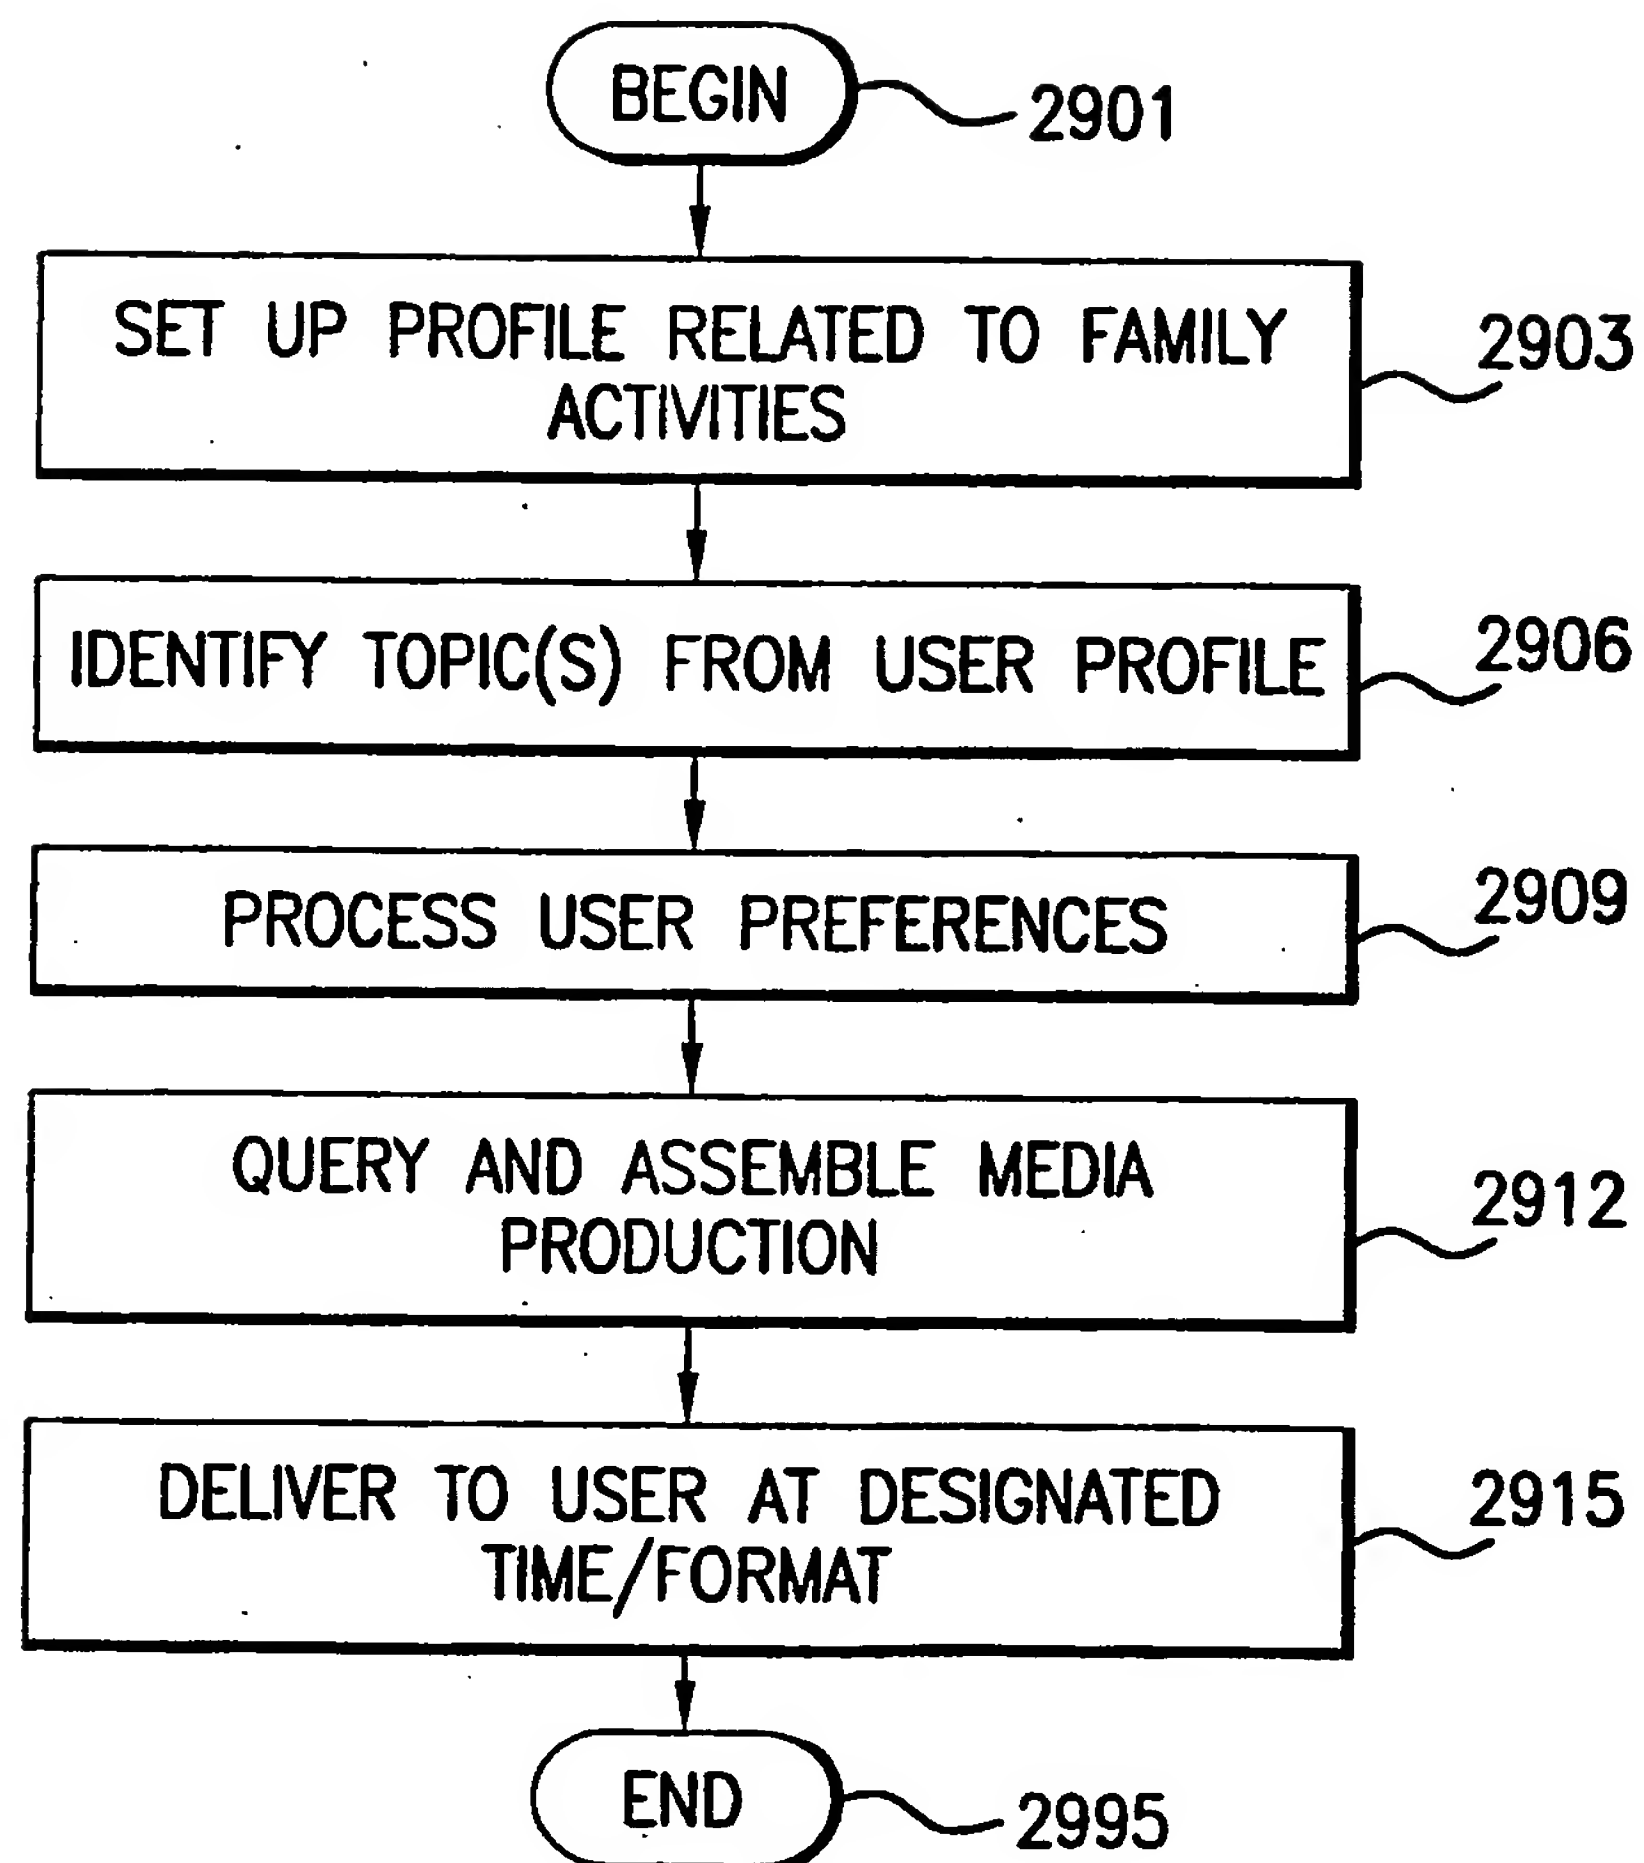 BEGIN
2901
SET UP PROFILE RELATED TO FAMILY
ACTIVITIES
2903
IDENTIFY TOPIC(S) FROM USER PROFILE
2906
PROCESS USER PREFERENCES
2909
QUERY AND ASSEMBLE MEDIA
PRODUCTION
2912
DELIVER TO USER AT DESIGNATED
TIME/FORMAT
2915
END
2995